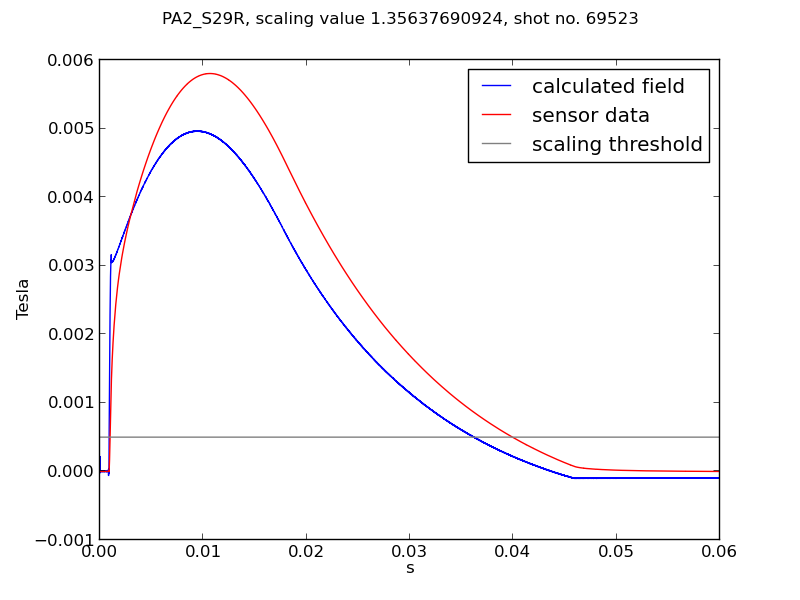 PA2_S29R, scaling value 1.35637690924, shot no. 69523
calculated field
sensor data
scaling threshold
Tesla
0.006
0.005
0.004
0.003
0.002
0.001
0.000
−0.001
0.00 0.01 0.02 0.03 0.04 0.05 0.06
s